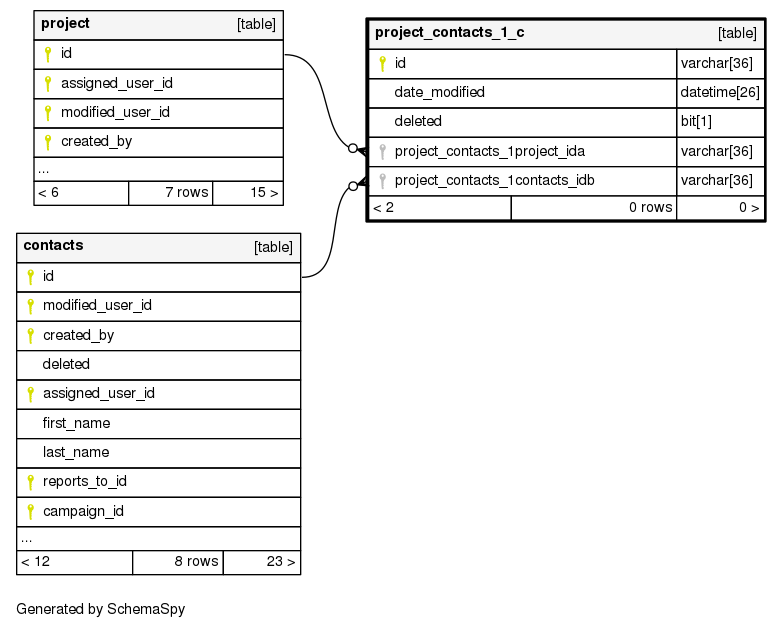 project [table]
id
assigned_user_id
modified_user_id
created_by
...
< 6 7 rows 15 >
project_contacts_1_c [table]
id varchar[36]
date_modified datetime[26]
deleted bit[1]
project_contacts_1project_ida varchar[36]
project_contacts_1contacts_idb varchar[36]
< 2 0 rows 0 >
contacts [table]
id
modified_user_id
created_by
deleted
assigned_user_id
first_name
last_name
reports_to_id
campaign_id
...
< 12 8 rows 23 >
Generated by SchemaSpy